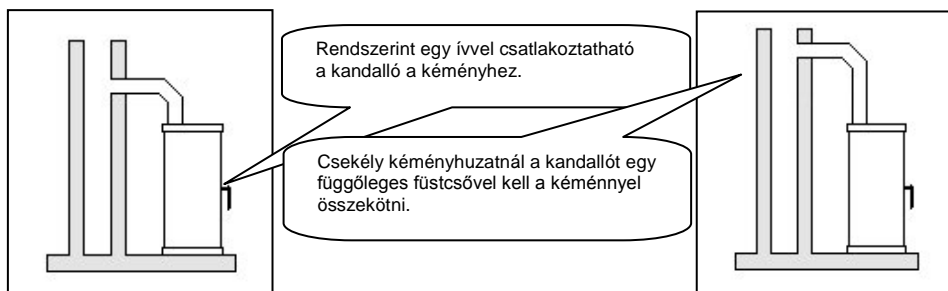 Rendszerint egy ívvel csatlakoztatható
a kandalló a kéményhez.
Csekély kéményhuzatnál a kandallót egy
függőleges füstcsővel kell a kéménnyel
összekötni.